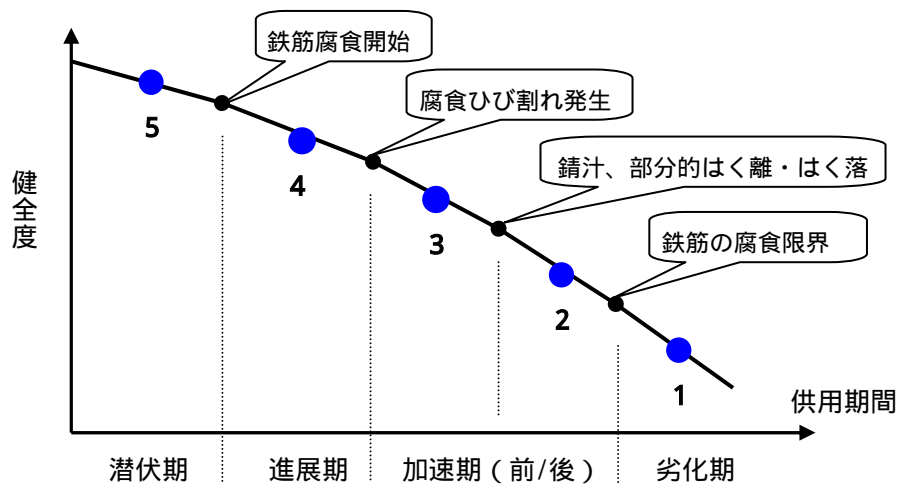 鉄筋腐食開始
腐食ひび割れ発生
錆汁、部分的はく離・はく落
鉄筋の腐食限界
健全度
5
4
3
2
1
供用期間
潜伏期
進展期
加速期（前/後）
劣化期